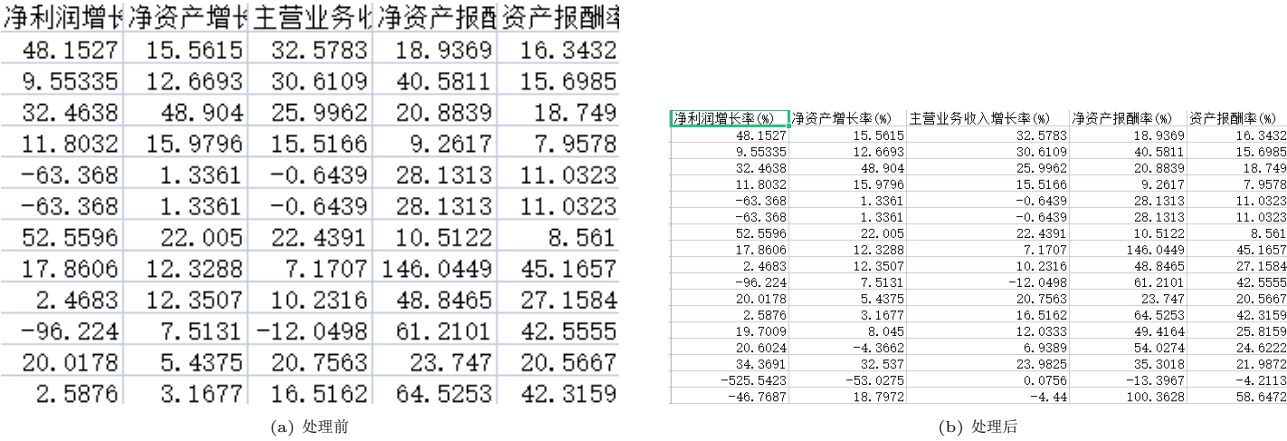 净利润增长 净资产增长 主营业务收 净资产报酬 资产报酬率
48.1527 15.5615 32.5783 18.9369 16.3432
9.55335 12.6693 30.6109 40.5811 15.6985
32.4638 48.904 25.9962 20.8839 18.749
11.8032 15.9796 15.5166 9.2617 7.9578
-63.368 1.3361 -0.6439 28.1313 11.0323
-63.368 1.3361 -0.6439 28.1313 11.0323
52.5596 22.005 22.4391 10.5122 8.561
17.8606 12.3288 7.1707 146.0449 45.1657
2.4683 12.3507 10.2316 48.8465 27.1584
-96.224 7.5131 -12.0498 61.2101 42.5555
20.0178 5.4375 20.7563 23.747 20.5667
2.5876 3.1677 16.5162 64.5253 42.3159
(a) 处理前
净利润增长率(%) 净资产增长率(%) 主营业务收入增长率(%) 净资产报酬率(%) 资产报酬率(%)
48.1527 15.5615 32.5783 18.9369 16.3432
9.55335 12.6693 30.6109 40.5811 15.6985
32.4638 48.904 25.9962 20.8839 18.749
11.8032 15.9796 15.5166 9.2617 7.9578
-63.368 1.3361 -0.6439 28.1313 11.0323
-63.368 1.3361 -0.6439 28.1313 11.0323
52.5596 22.005 22.4391 10.5122 8.561
17.8606 12.3288 7.1707 146.0449 45.1657
2.4683 12.3507 10.2316 48.8465 27.1584
-96.224 7.5131 -12.0498 61.2101 42.5555
20.0178 5.4375 20.7563 23.747 20.5667
2.5876 3.1677 16.5162 64.5253 42.3159
19.7009 8.045 12.0333 49.4164 25.8159
20.6024 -4.3662 6.9389 54.0274 24.6222
34.3691 32.537 23.9825 35.3018 21.9872
-525.5423 -53.0275 0.0756 -13.3967 -4.2113
-46.7687 18.7972 -4.44 100.3628 58.6472
(b) 处理后